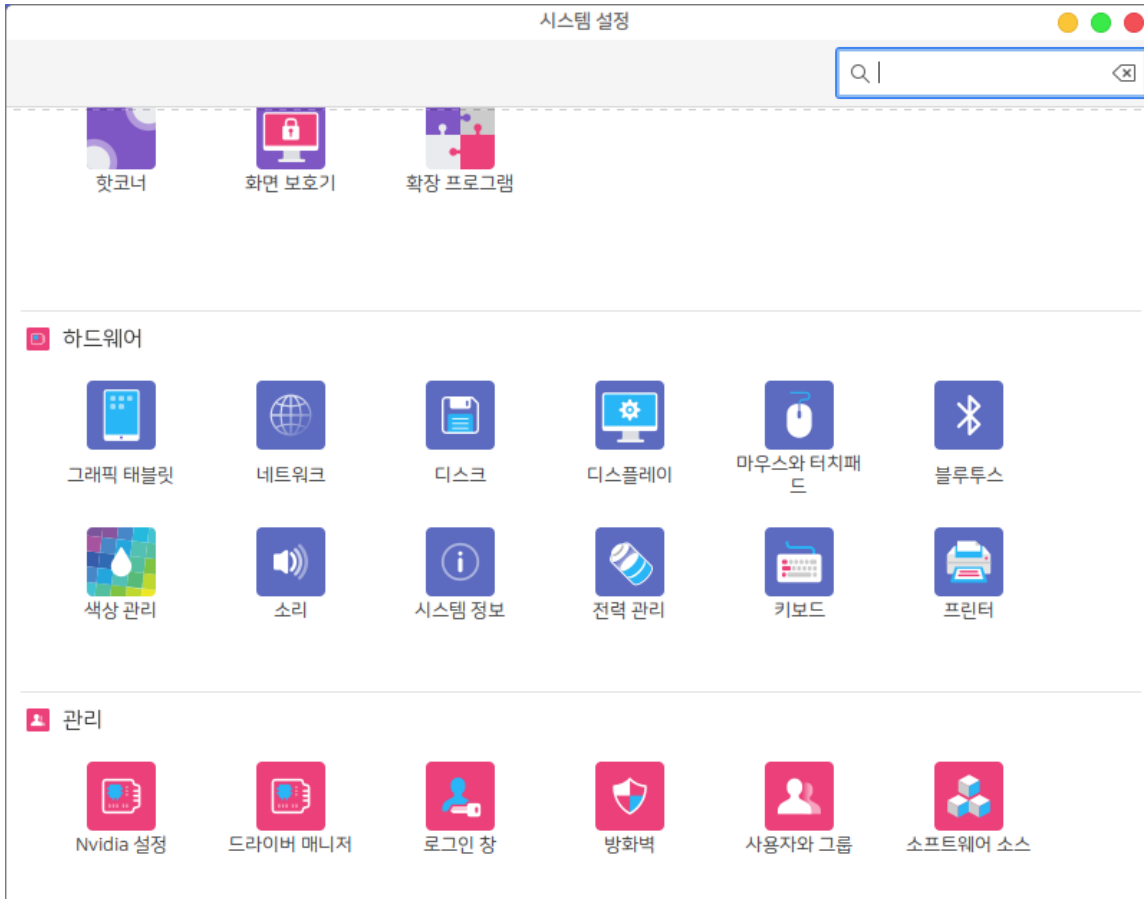 시스템 설정
핫코너
화면 보호기
확장 프로그램
하드웨어
그래픽 태블릿
네트워크
디스크
디스플레이
마우스와 터치패
드
블루투스
색상 관리
소리
시스템 정보
전력 관리
키보드
프린터
관리
Nvidia 설정
드라이버 매니저
로그인 창
방화벽
사용자와 그룹
소프트웨어 소스